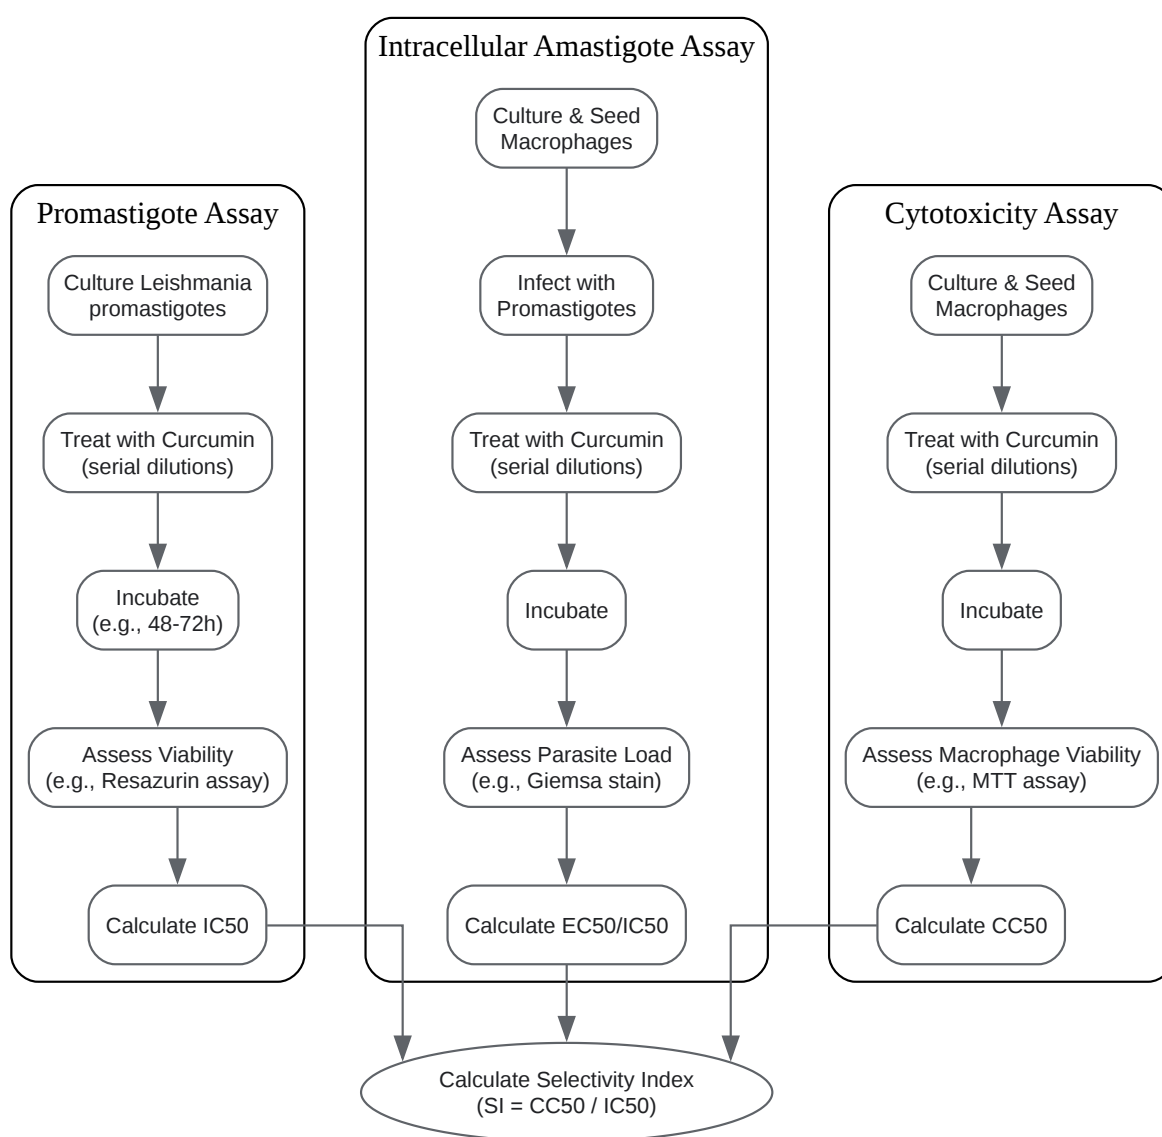 Intracellular Amastigote Assay
Culture & Seed
Macrophages
Infect with
Promastigotes
Treat with Curcumin
(serial dilutions)
Incubate
Assess Parasite Load
(e.g., Giemsa stain)
Calculate EC50/IC50
Promastigote Assay
Culture Leishmania
promastigotes
Treat with Curcumin
(serial dilutions)
Incubate
(e.g., 48-72h)
Assess Viability
(e.g., Resazurin assay)
Calculate IC50
Cytotoxicity Assay
Culture & Seed
Macrophages
Treat with Curcumin
(serial dilutions)
Incubate
Assess Macrophage Viability
(e.g., MTT assay)
Calculate CC50
Calculate Selectivity Index
(SI = CC50 / IC50)